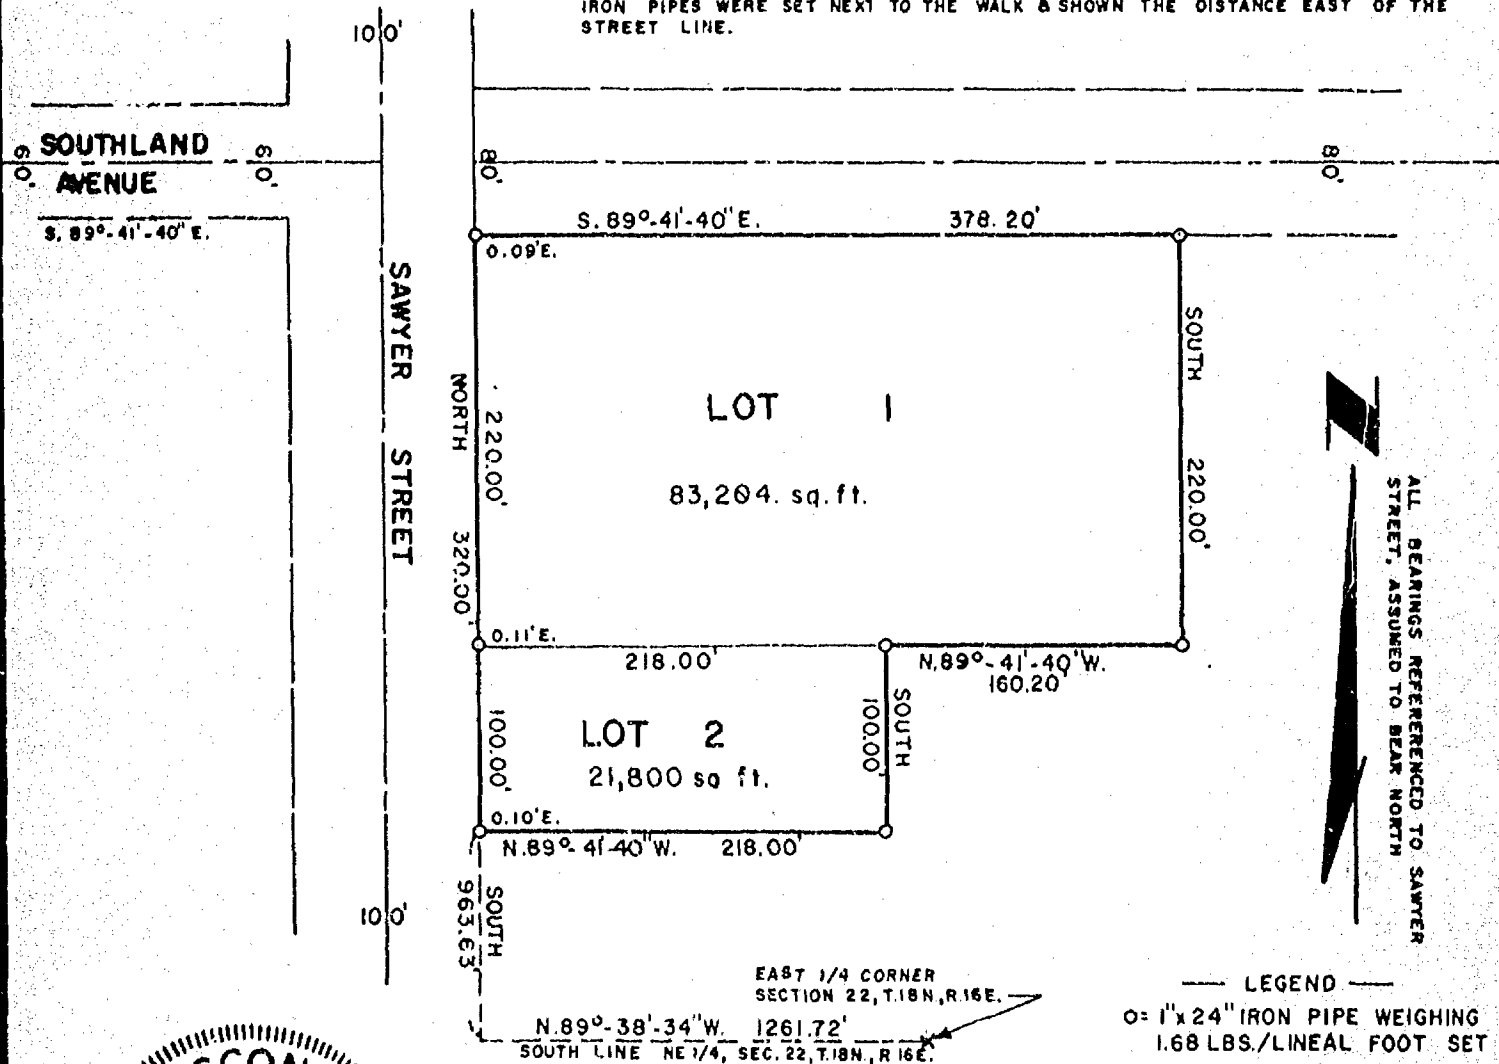 IRON PIPES WERE SET NEXT TO THE WALK & SHOWN THE DISTANCE EAST OF THE
STREET LINE.
100'
SOUTHLAND
AVENUE
60'
60'
80'
80'
S. 89°-41'-40"E.
S. 89°-41'-40"E. 378.20'
0.09'E.
SAWYER STREET
NORTH 320.00'
220.00'
LOT 1
83,204. sq. ft.
SOUTH 220.00'
0.11'E.
218.00'
N.89°-41'-40"W.
160.20'
100.00'
LOT 2
21,800 sq ft.
SOUTH
100.00'
0.10'E.
N.89°-41'-40"W. 218.00'
SOUTH
963.63'
100'
ALL BEARINGS REFERENCED TO SAWYER
STREET, ASSUMED TO BEAR NORTH
EAST 1/4 CORNER
SECTION 22, T.18N., R.16E.
N.89°-38'-34"W. 1261.72'
SOUTH LINE NE 1/4, SEC. 22, T.18N., R 16E.
LEGEND
O= 1"x 24" IRON PIPE WEIGHING
1.68 LBS./LINEAL FOOT SET